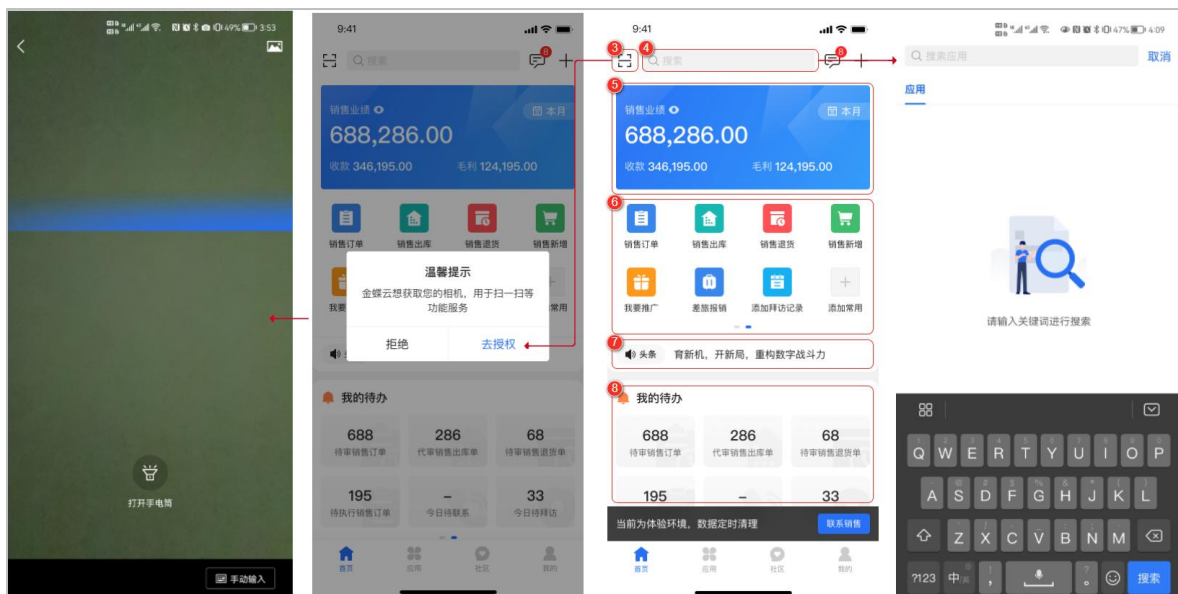 49% 3:53
打开手电筒
手动输入
9:41
搜索
8
销售业绩
本月
688,286.00
收款 346,195.00
毛利 124,195.00
销售订单
销售出库
销售退货
销售新增
我要
常用
温馨提示
金蝶云想获取您的相机，用于扫一扫等
功能服务
拒绝
去授权
我的待办
688
286
68
待审销售订单
代审销售出库单
待审销售退货单
195
–
33
待执行销售订单
今日待联系
今日待拜访
首页
应用
社区
我的
9:41
3
4
搜索
8
5
销售业绩
本月
688,286.00
收款 346,195.00
毛利 124,195.00
6
销售订单
销售出库
销售退货
销售新增
我要推广
差旅报销
添加拜访记录
添加常用
7
头条
育新机，开新局，重构数字战斗力
8
我的待办
688
286
68
待审销售订单
代审销售出库单
待审销售退货单
195
–
33
当前为体验环境，数据定时清理
联系销售
首页
应用
社区
我的
47% 4:09
搜索应用
取消
应用
请输入关键词进行搜索
Q W E R T Y U I O P
A S D F G H J K L
Z X C V B N M
?123 中 ， 。 搜索